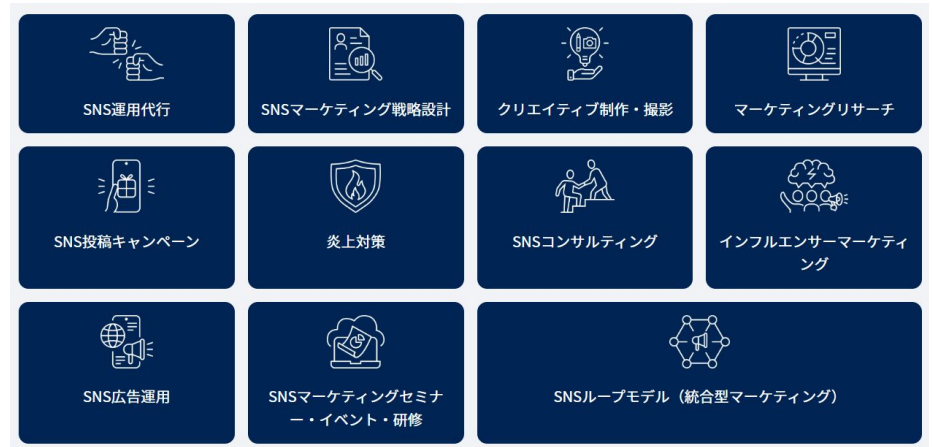 SNS運用代行
SNSマーケティング戦略設計
クリエイティブ制作・撮影
マーケティングリサーチ
SNS投稿キャンペーン
炎上対策
SNSコンサルティング
インフルエンサーマーケティ
ング
SNS広告運用
SNSマーケティングセミナ
ー・イベント・研修
SNSループモデル（統合型マーケティング）